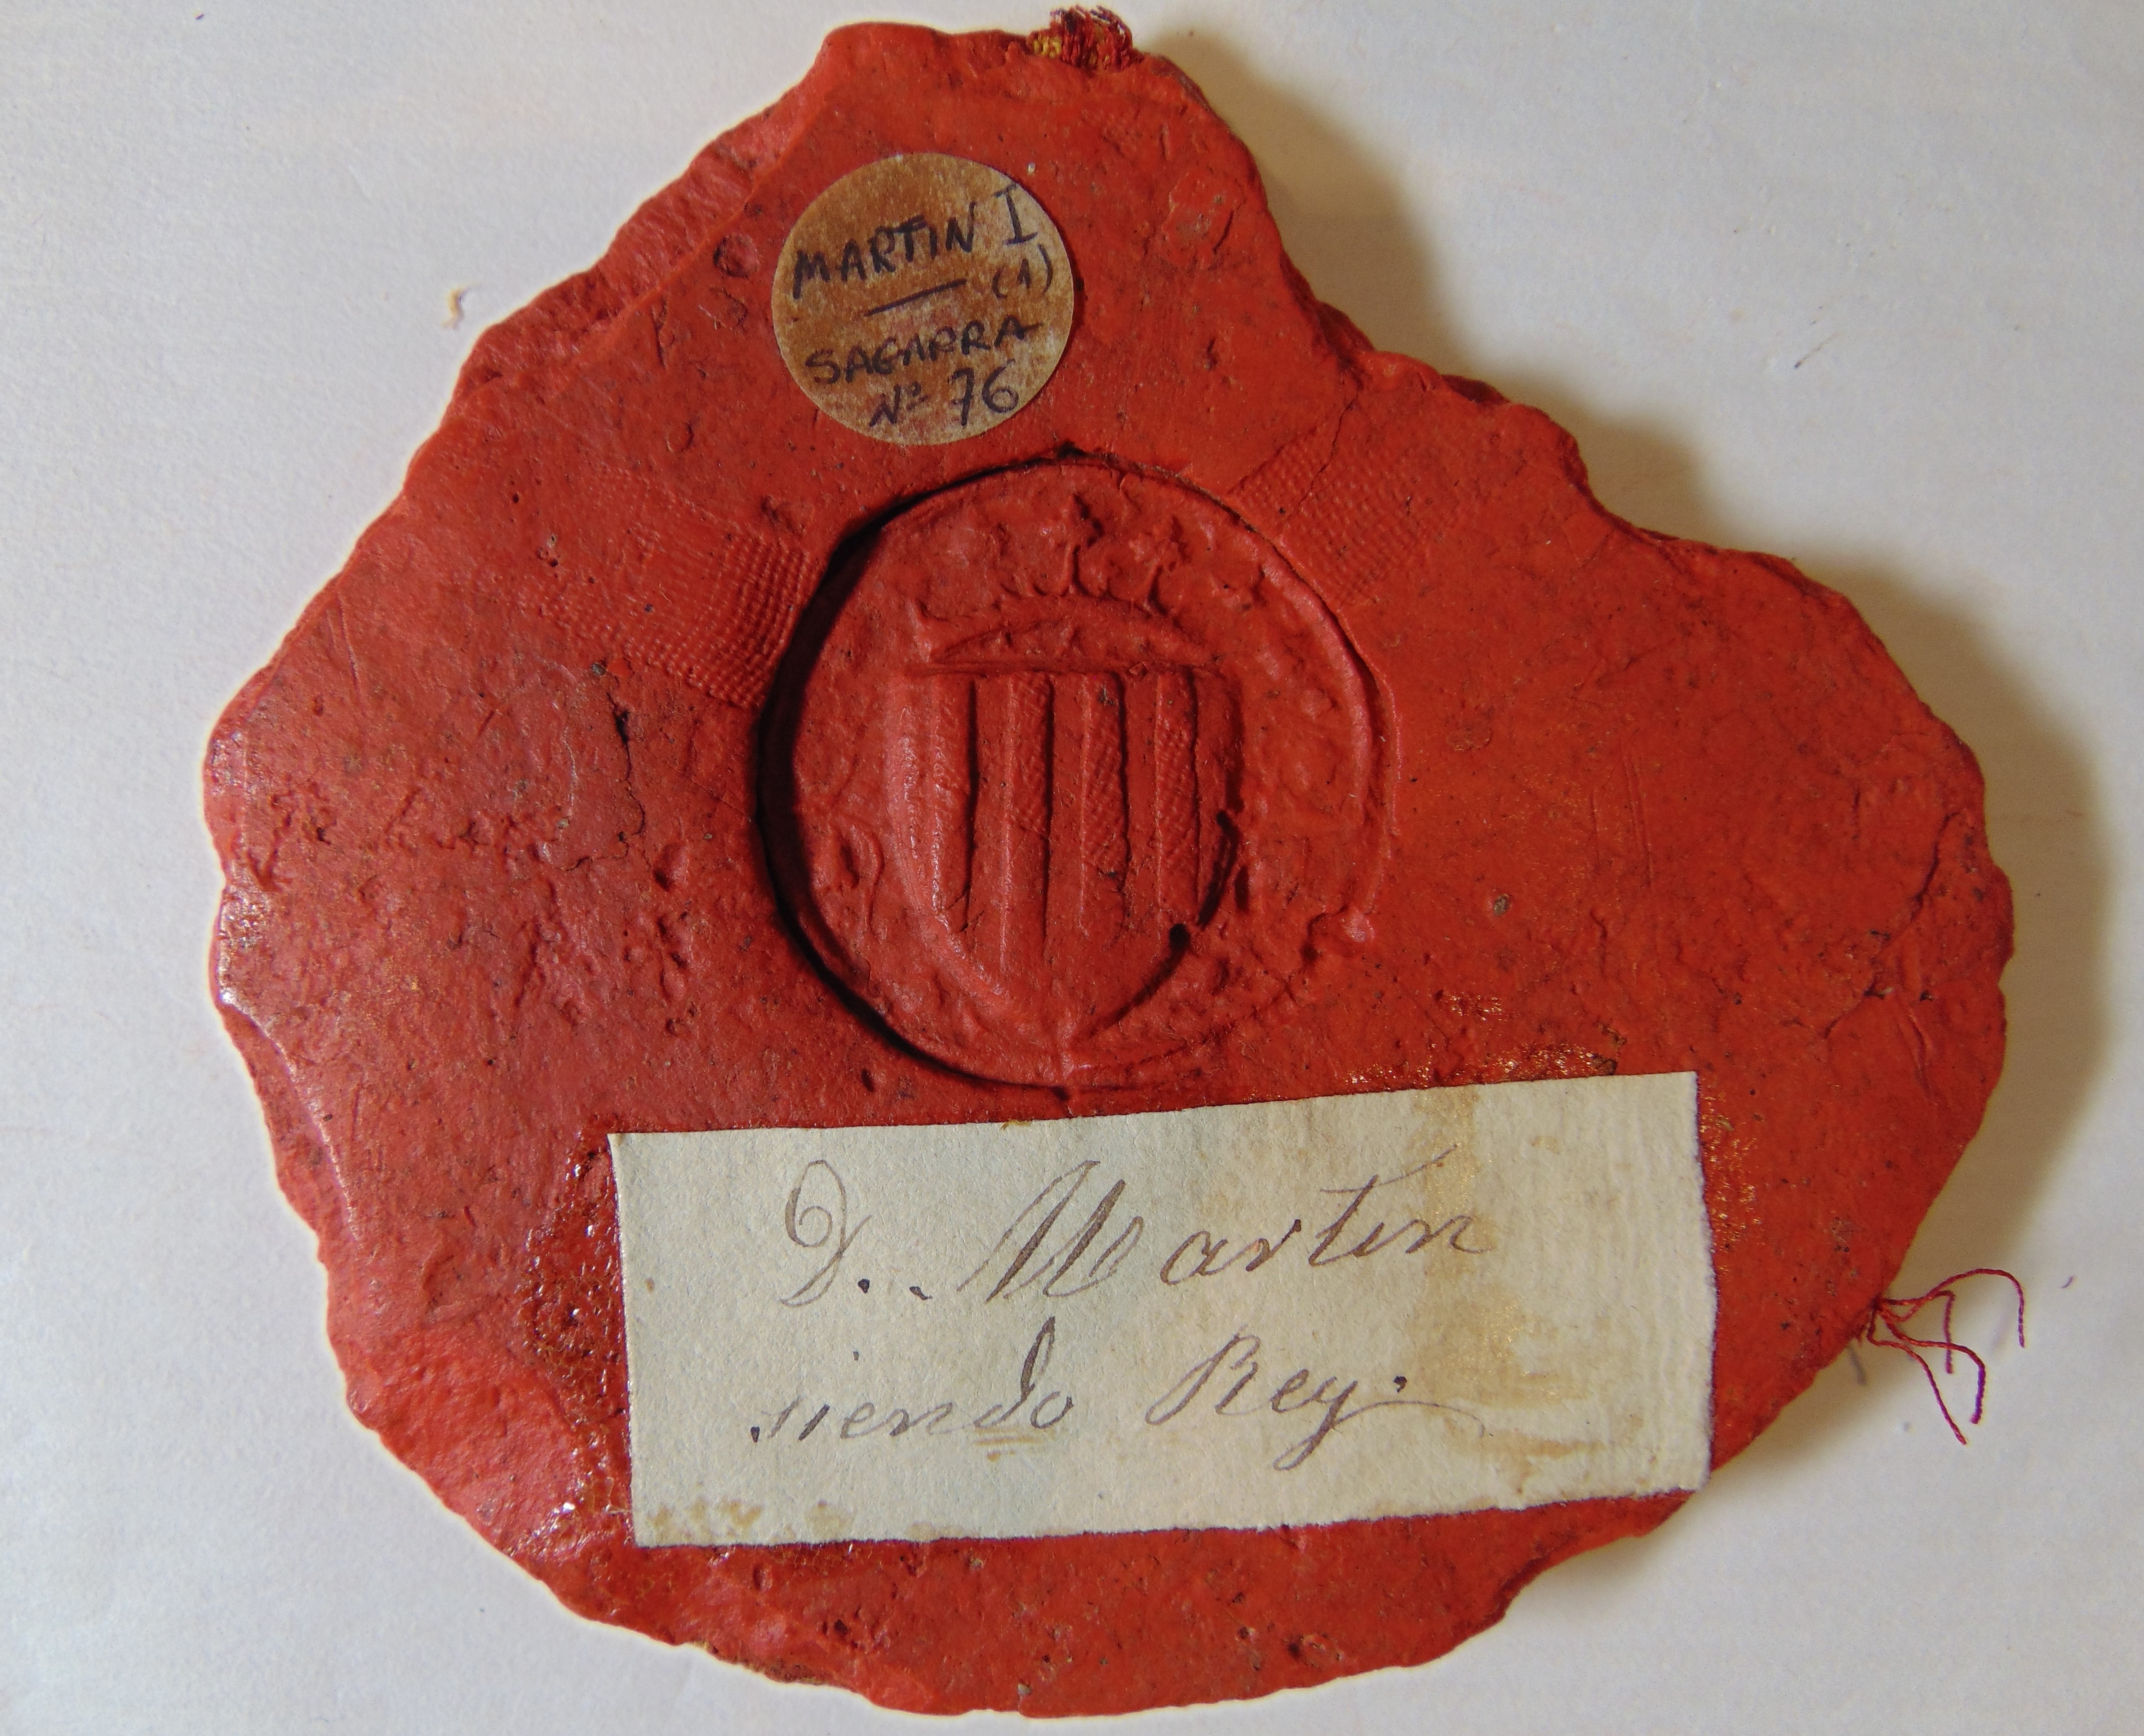 MARTIN I
(1)
SAGARRA
Nº 76
D. Martin
siendo Rey.